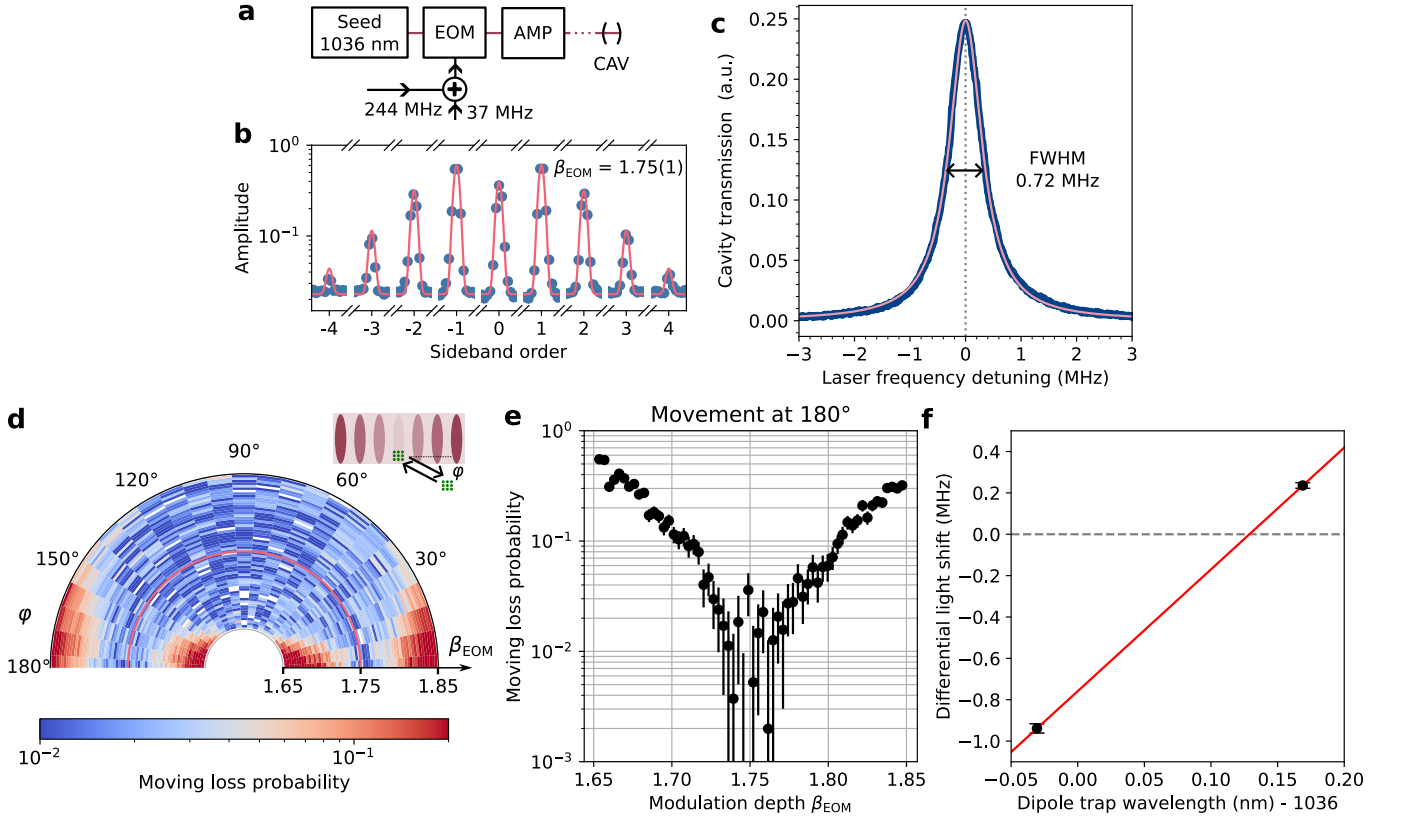 a
Seed
1036 nm
EOM
AMP
CAV
244 MHz
37 MHz
b
10⁰
10⁻¹
Amplitude
β_EOM = 1.75(1)
-4 -3 -2 -1 0 1 2 3 4
Sideband order
c
0.25
0.20
0.15
0.10
0.05
0.00
Cavity transmission (a.u.)
FWHM
0.72 MHz
−3 −2 −1 0 1 2 3
Laser frequency detuning (MHz)
d
φ
90°
120°
60°
150°
30°
φ
180°
β_EOM
1.65 1.75 1.85
10⁻² 10⁻¹
Moving loss probability
e
Movement at 180°
10⁰
10⁻¹
10⁻²
10⁻³
Moving loss probability
1.65 1.70 1.75 1.80 1.85
Modulation depth β_EOM
f
0.4
0.2
0.0
−0.2
−0.4
−0.6
−0.8
−1.0
Differential light shift (MHz)
−0.05 0.00 0.05 0.10 0.15 0.20
Dipole trap wavelength (nm) - 1036